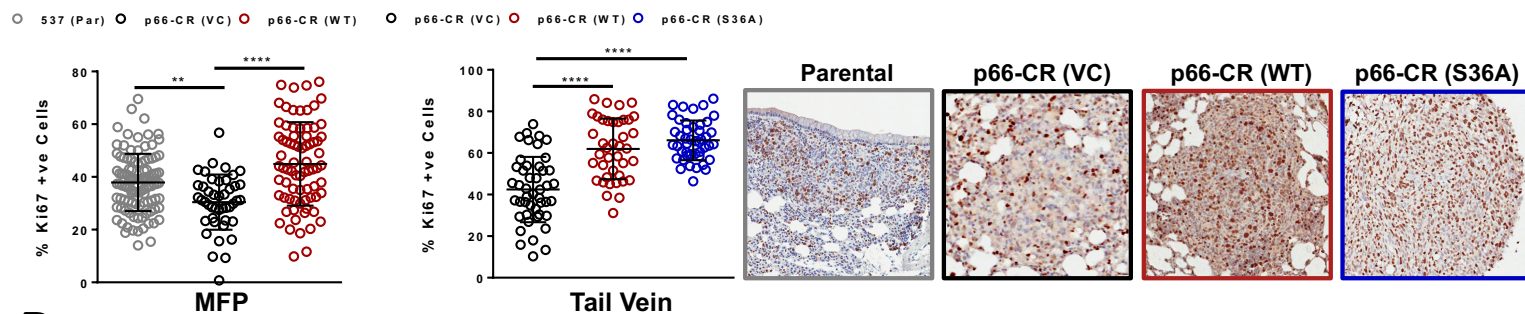 537 (Par) p66-CR (VC) p66-CR (WT) p66-CR (VC) p66-CR (WT) p66-CR (S36A)
% Ki67 +ve Cells
80
60
40
20
0
**
****
MFP
% Ki67 +ve Cells
100
80
60
40
20
0
****
****
Tail Vein
Parental p66-CR (VC) p66-CR (WT) p66-CR (S36A)